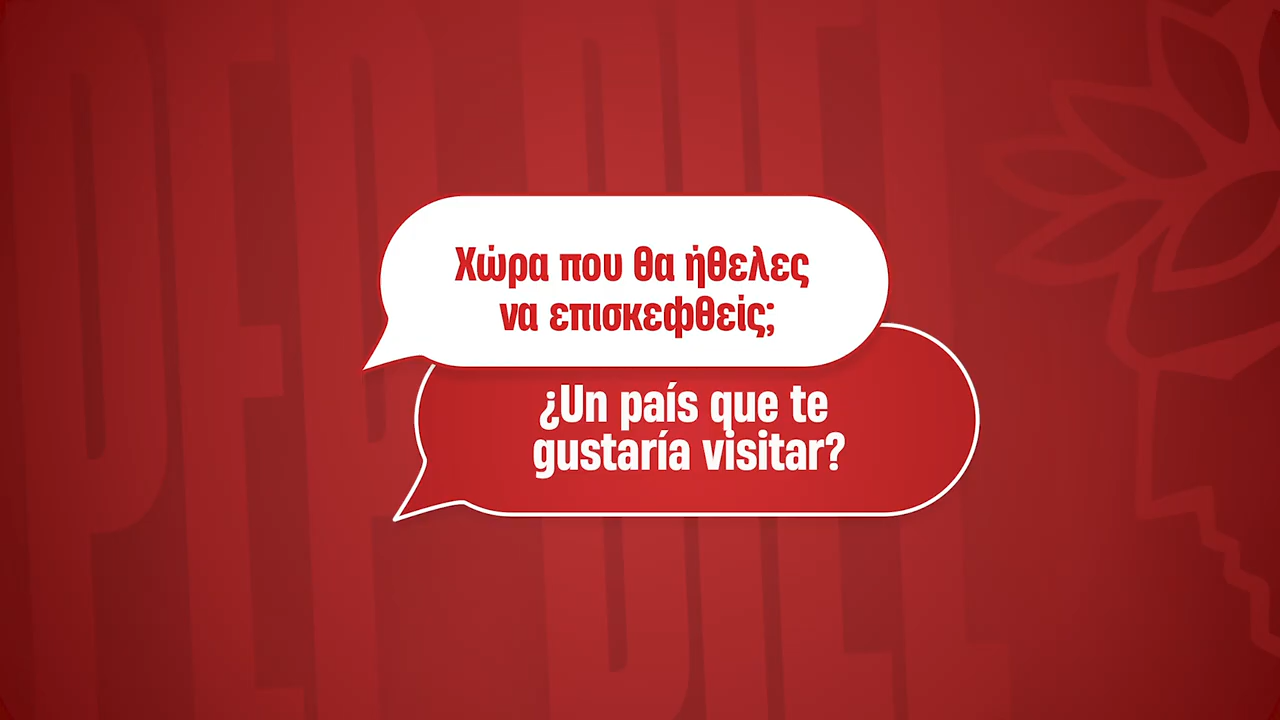 Χώρα που θα ήθελες
να επισκεφθείς;
¿Un país que te
gustaría visitar?